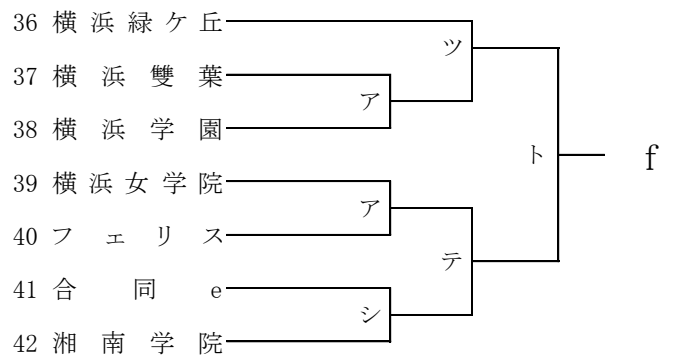 36 横浜緑ケ丘
ツ
37 横浜雙葉
ア
38 横浜学園
ト
f
39 横浜女学院
ア
40 フェリス
テ
41 合同e
シ
42 湘南学院